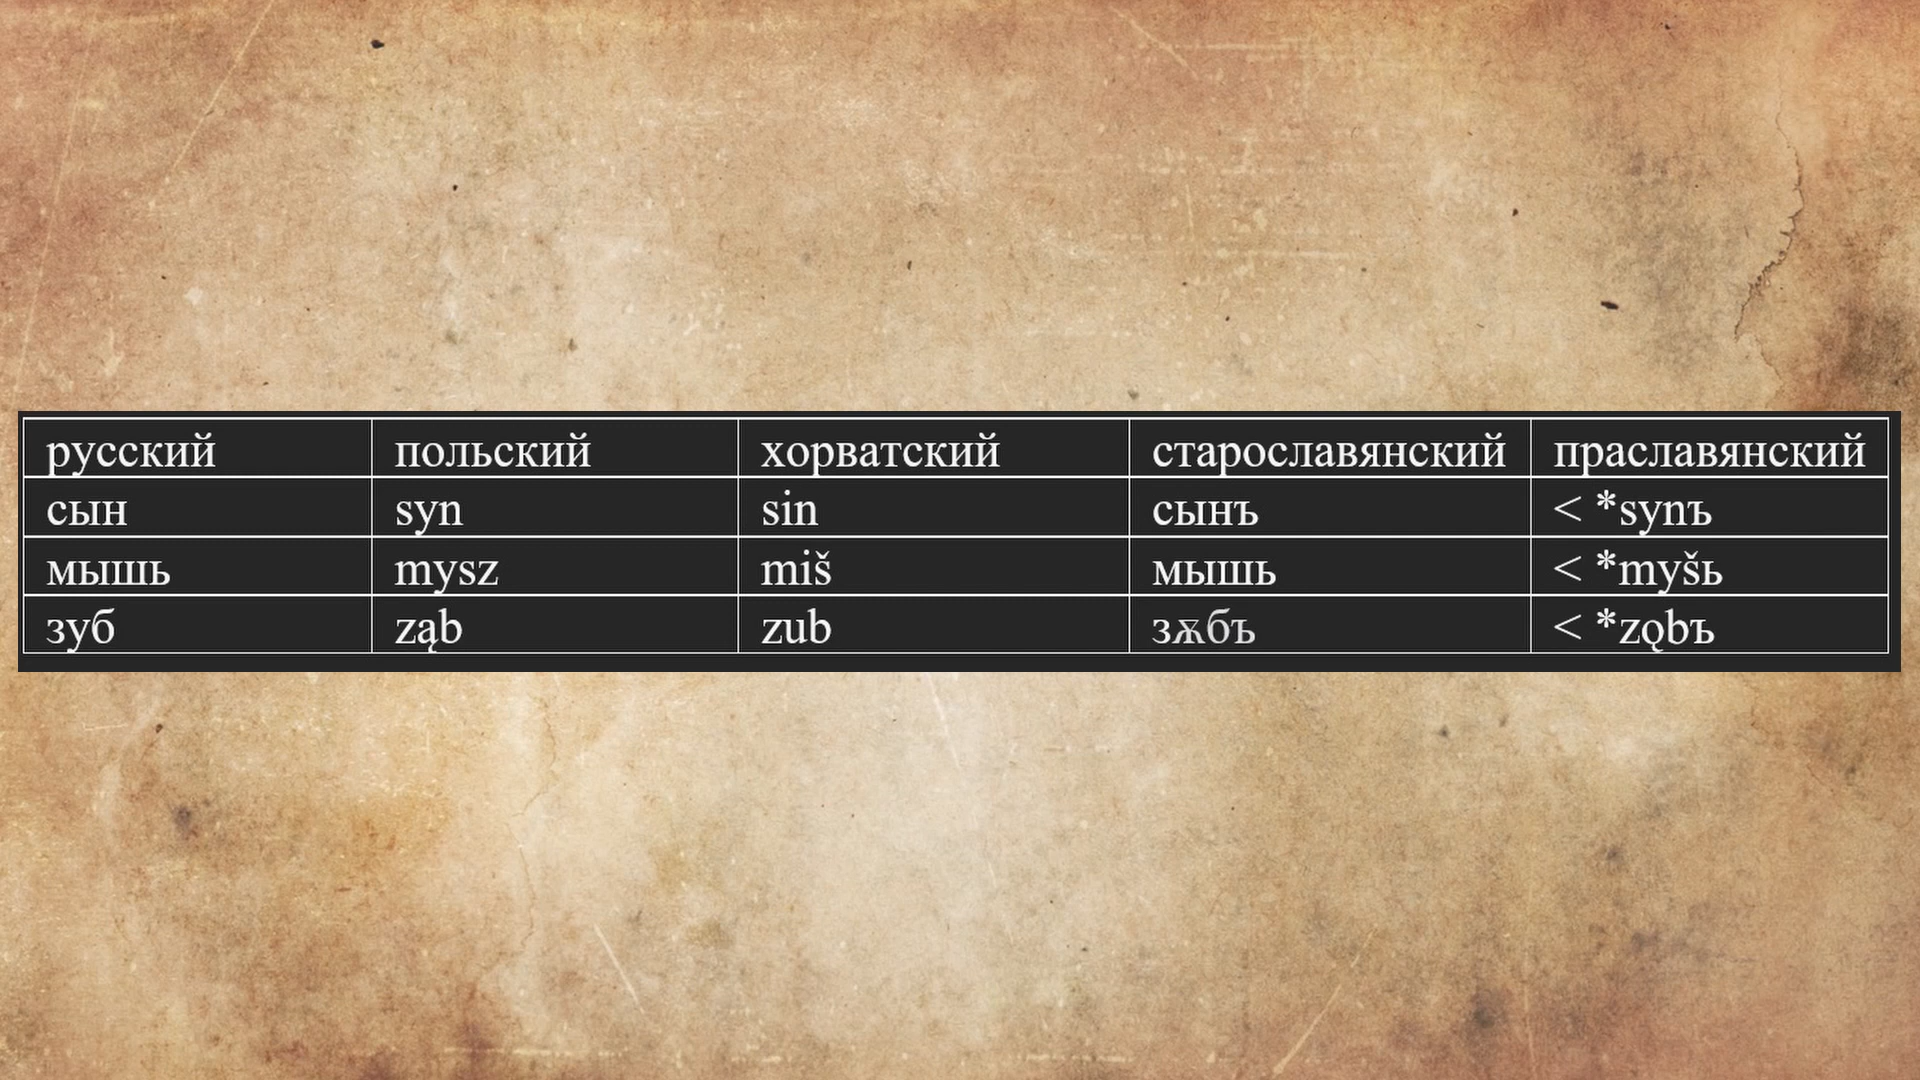 русский польский хорватский старославянский праславянский
сын syn sin сынъ < *synъ
мышь mysz miš мышь < *myšь
зуб ząb zub зѫбъ < *zǫbъ